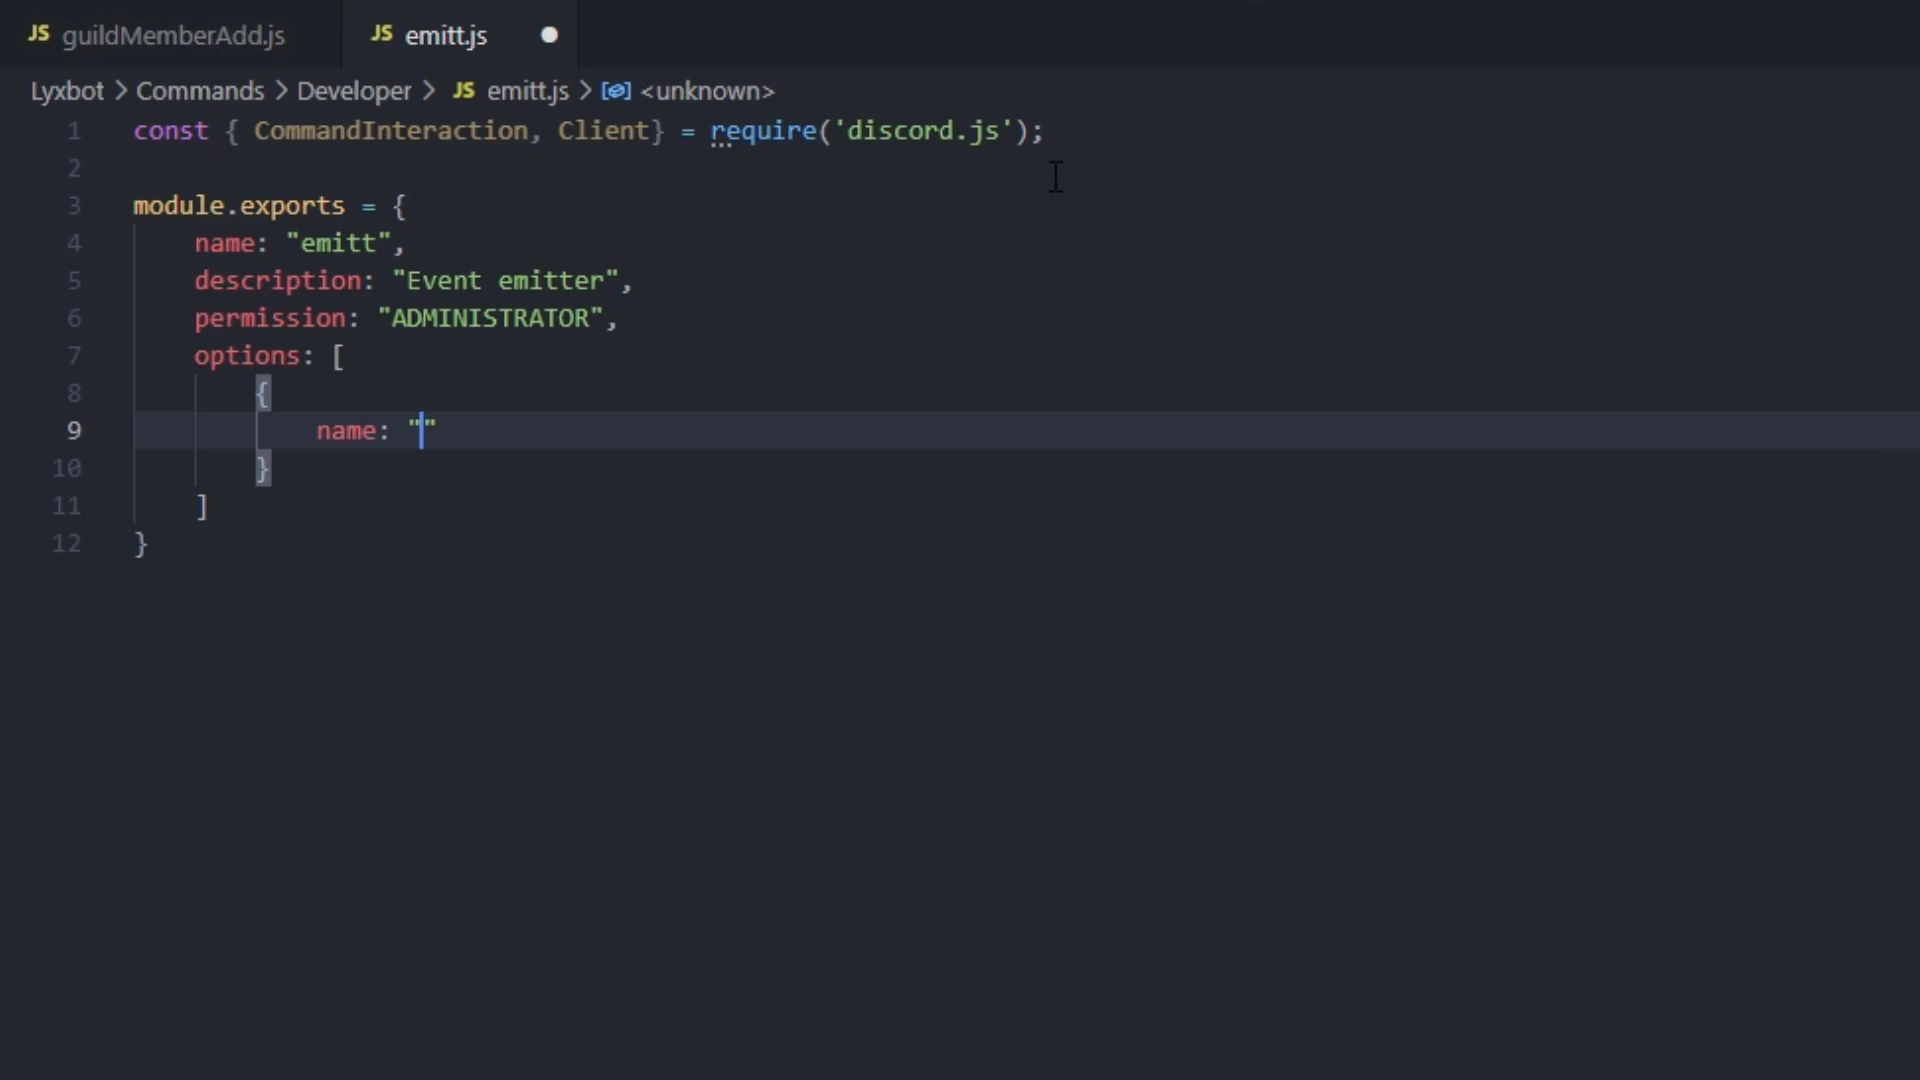 JS guildMemberAdd.js JS emitt.js
Lyxbot > Commands > Developer > JS emitt.js > <unknown>
1 const { CommandInteraction, Client} = require('discord.js');
2
3 module.exports = {
4 name: "emitt",
5 description: "Event emitter",
6 permission: "ADMINISTRATOR",
7 options: [
8 {
9 name: ""
10 }
11 ]
12 }